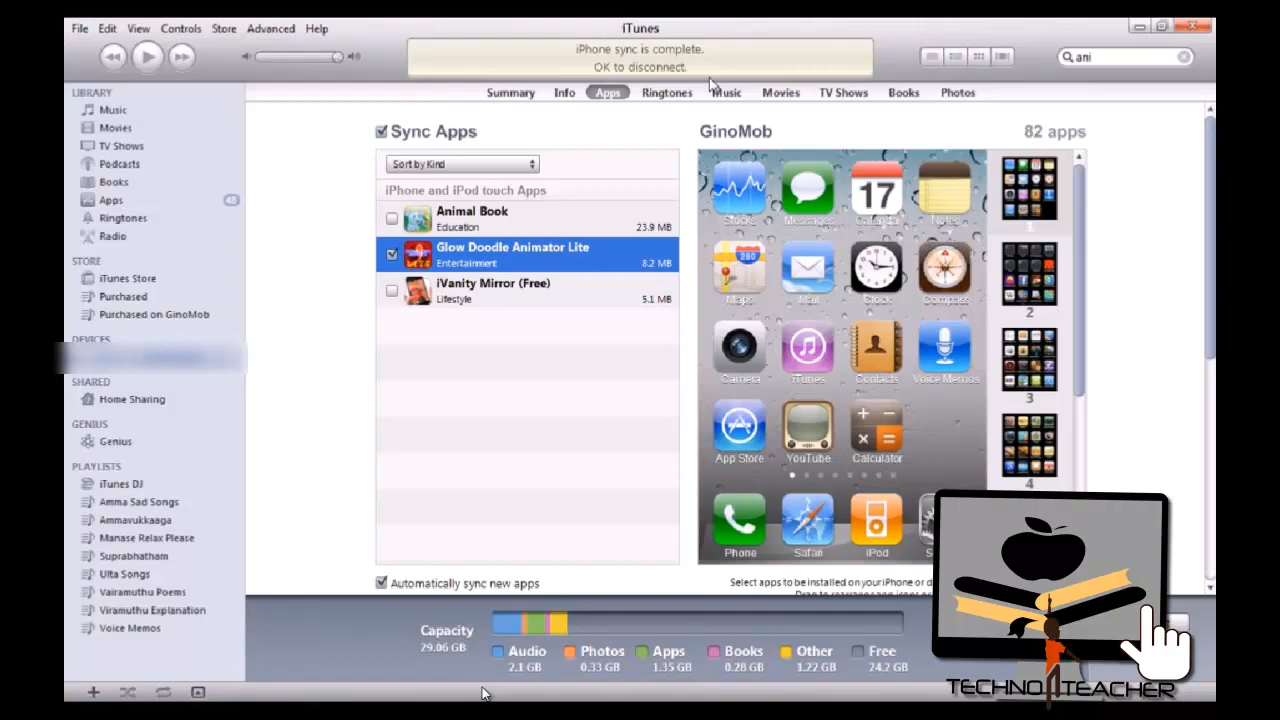 File Edit View Controls Store Advanced Help
iTunes
iPhone sync is complete.
OK to disconnect.
ani
LIBRARY
Music
Movies
TV Shows
Podcasts
Books
Apps
Ringtones
Radio
STORE
iTunes Store
Purchased
Purchased on GinoMob
DEVICES
SHARED
Home Sharing
GENIUS
Genius
PLAYLISTS
iTunes DJ
Amma Sad Songs
Ammavukkaaga
Manase Relax Please
Suprabhatham
Ulta Songs
Vairamuthu Poems
Viramuthu Explanation
Voice Memos
Summary Info Apps Ringtones Music Movies TV Shows Books Photos
Sync Apps
Sort by Kind
iPhone and iPod touch Apps
Animal Book
Education 23.9 MB
Glow Doodle Animator Lite
Entertainment 8.2 MB
iVanity Mirror (Free)
Lifestyle 5.1 MB
Automatically sync new apps
GinoMob 82 apps
17
Stocks Messages Calendar Notes
280
Maps Mail Clock Compass
Camera iTunes Contacts Voice Memos
App Store YouTube Calculator
Phone Safari iPod
1
2
3
4
Select apps to be installed on your iPhone or
Capacity
29.06 GB
Audio Photos Apps Books Other Free
2.1 GB 0.33 GB 1.35 GB 0.28 GB 1.22 GB 24.2 GB
TECHNO TEACHER